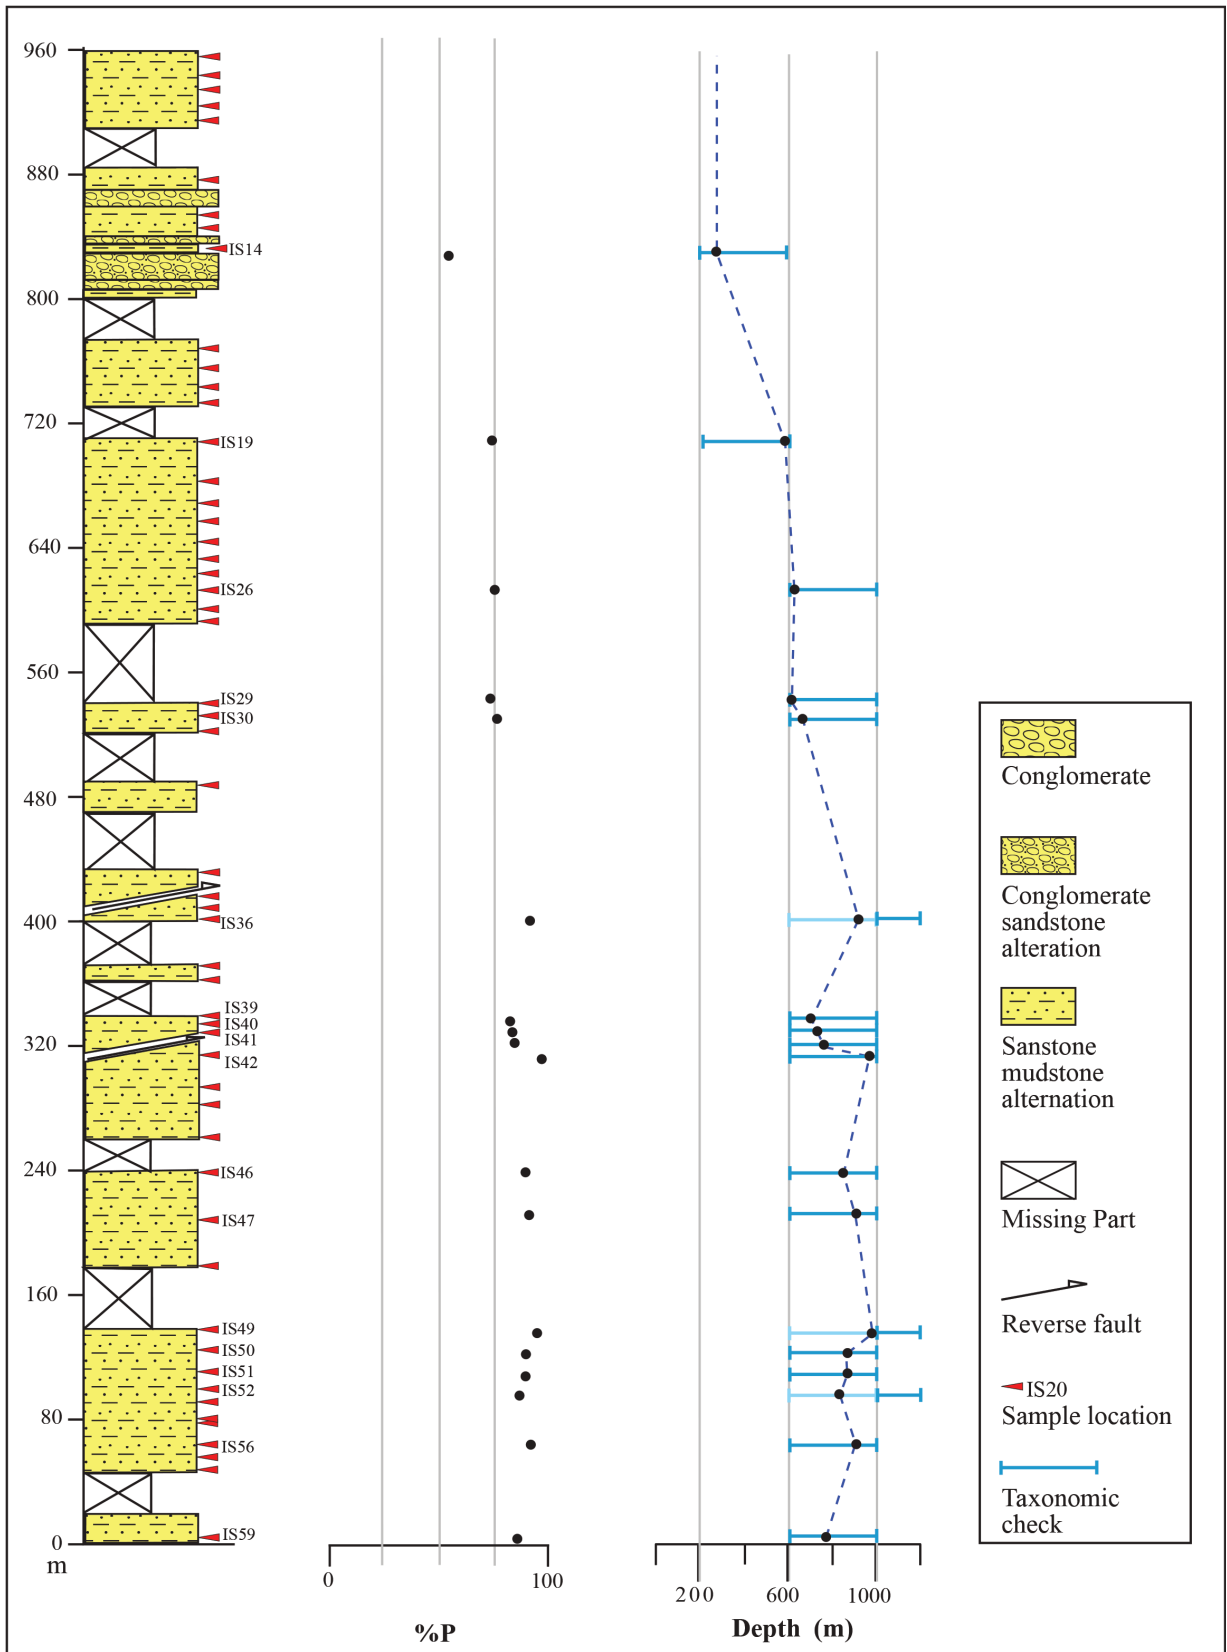 960
880
IS14
800
720
IS19
640
IS26
560
IS29
IS30
480
400
IS36
IS39
IS40
320
IS41
IS42
240
IS46
IS47
160
IS49
IS50
IS51
IS52
80
IS56
IS59
0
m
0
100
%P
200
600
1000
Depth (m)
Conglomerate
Conglomerate
sandstone
alteration
Sanstone
mudstone
alternation
Missing Part
Reverse fault
IS20
Sample location
Taxonomic
check